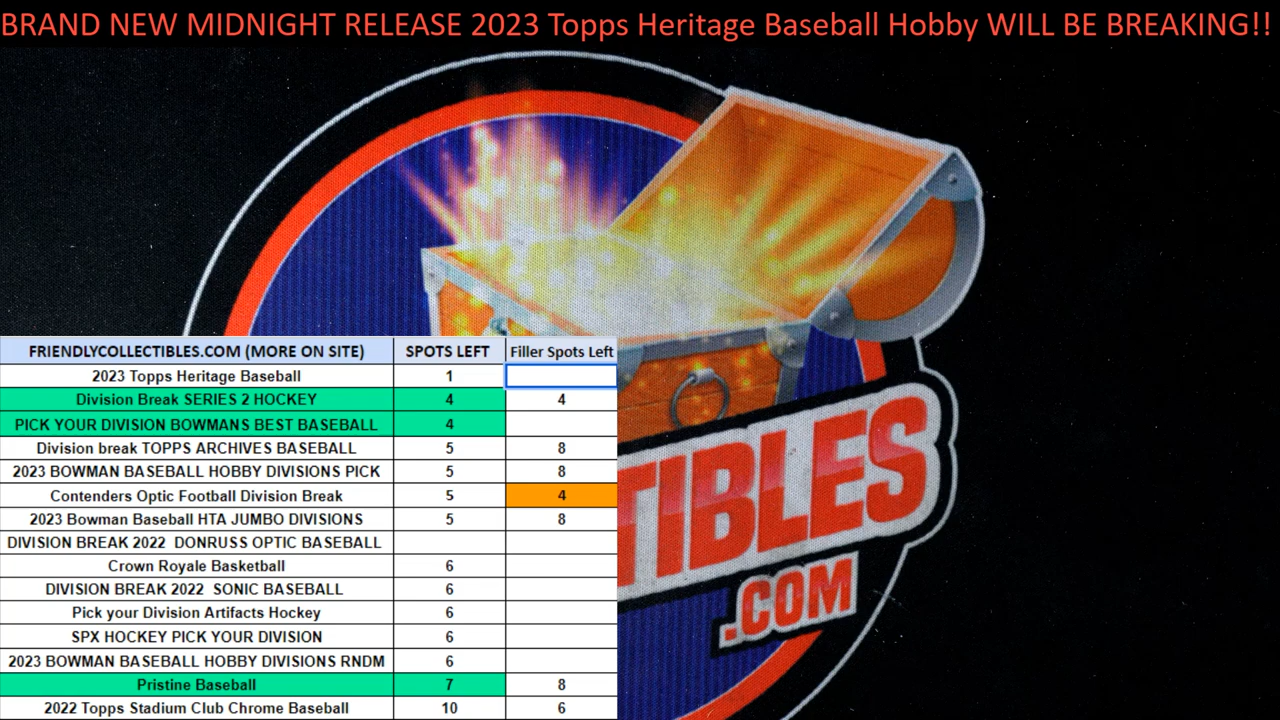 BRAND NEW MIDNIGHT RELEASE 2023 Topps Heritage Baseball Hobby WILL BE BREAKING!!
FRIENDLYCOLLECTIBLES.COM (MORE ON SITE) SPOTS LEFT Filler Spots Left
2023 Topps Heritage Baseball 1
Division Break SERIES 2 HOCKEY 4 4
PICK YOUR DIVISION BOWMANS BEST BASEBALL 4
Division break TOPPS ARCHIVES BASEBALL 5 8
2023 BOWMAN BASEBALL HOBBY DIVISIONS PICK 5 8
Contenders Optic Football Division Break 5 4
2023 Bowman Baseball HTA JUMBO DIVISIONS 5 8
DIVISION BREAK 2022 DONRUSS OPTIC BASEBALL
Crown Royale Basketball 6
DIVISION BREAK 2022 SONIC BASEBALL 6
Pick your Division Artifacts Hockey 6
SPX HOCKEY PICK YOUR DIVISION 6
2023 BOWMAN BASEBALL HOBBY DIVISIONS RNDM 6
Pristine Baseball 7 8
2022 Topps Stadium Club Chrome Baseball 10 6
TIBLES
.COM